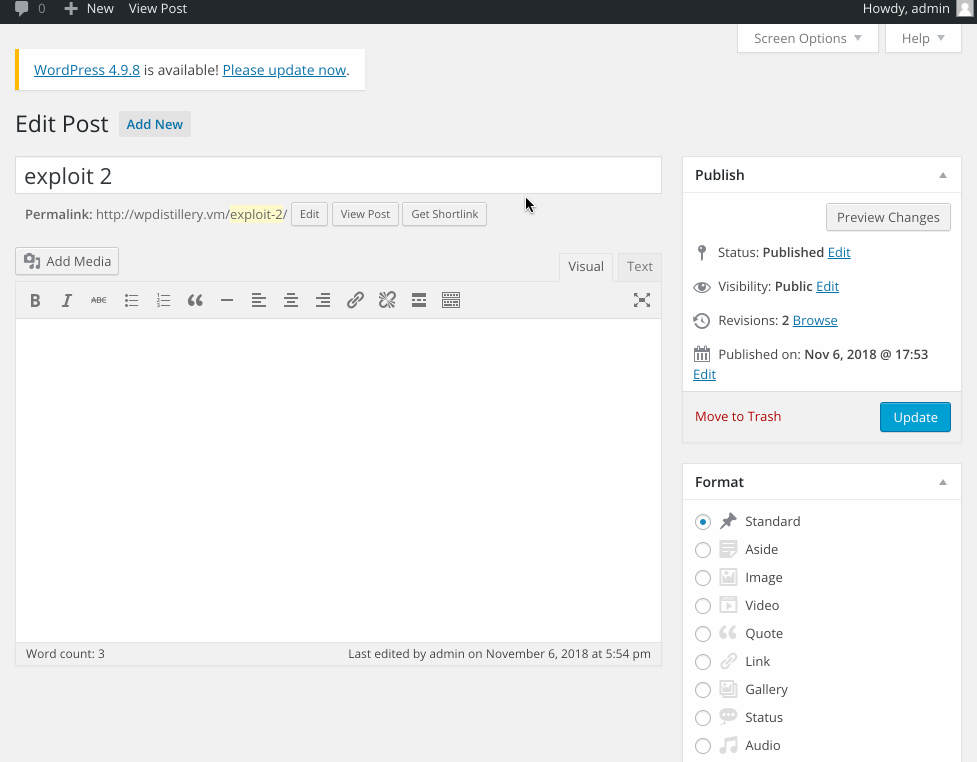 0 New View Post Howdy, admin
Screen Options Help
WordPress 4.9.8 is available! Please update now.
Edit Post Add New
exploit 2
Permalink: http://wpdistillery.vm/exploit-2/ Edit View Post Get Shortlink
Add Media Visual Text
B I ABC
Word count: 3 Last edited by admin on November 6, 2018 at 5:54 pm
Publish
Preview Changes
Status: Published Edit
Visibility: Public Edit
Revisions: 2 Browse
Published on: Nov 6, 2018 @ 17:53
Edit
Move to Trash Update
Format
Standard
Aside
Image
Video
Quote
Link
Gallery
Status
Audio